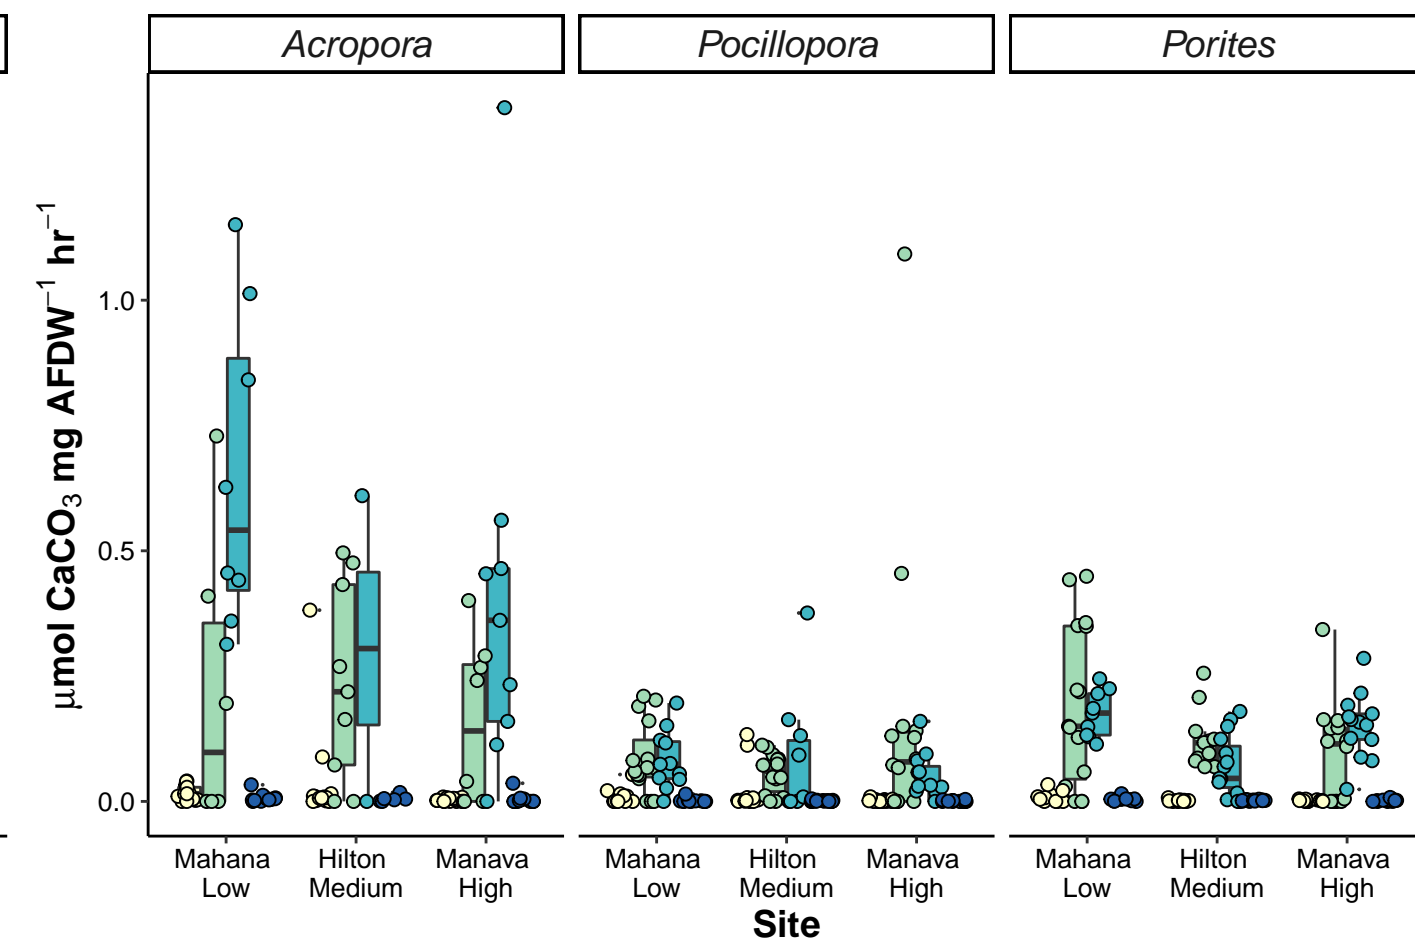 Acropora Pocillopora Porites
μmol CaCO₃ mg AFDW⁻¹ hr⁻¹
1.0
0.5
0.0
Mahana Hilton Manava Mahana Hilton Manava Mahana Hilton Manava
Low Medium High Low Medium High Low Medium High
Site